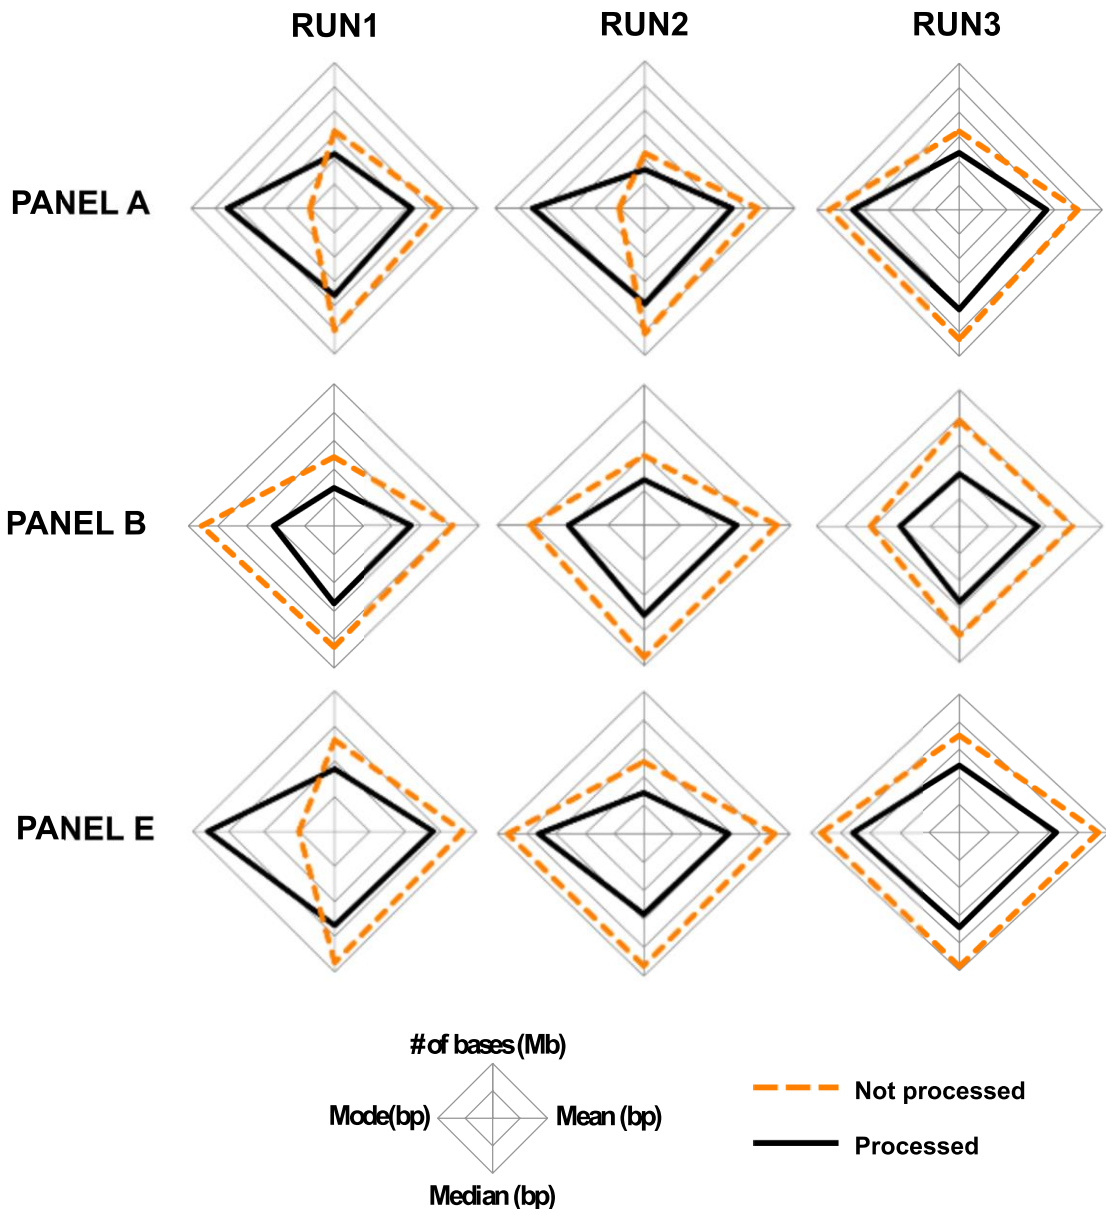 RUN1 RUN2 RUN3
PANEL A
PANEL B
PANEL E
# of bases (Mb)
Mode(bp) Mean (bp)
Median (bp)
Not processed
Processed